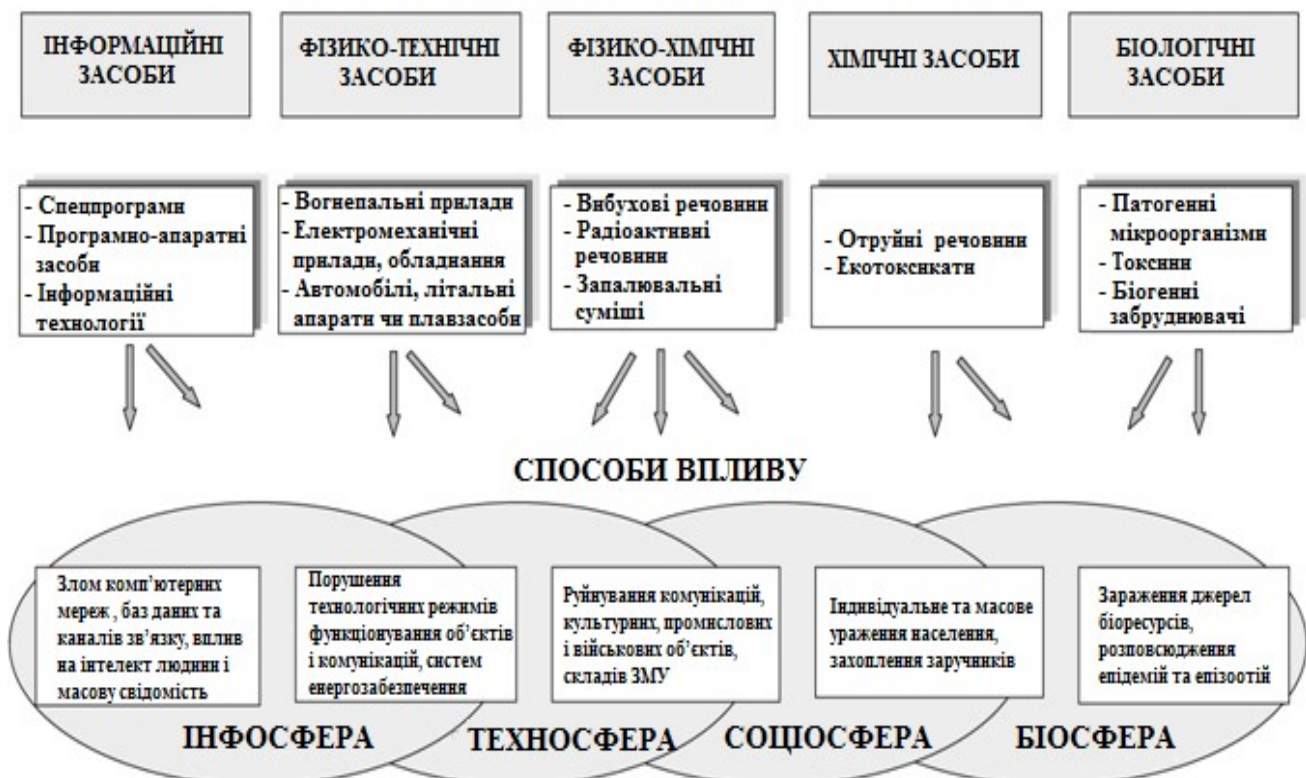 ІНФОРМАЦІЙНІ
ЗАСОБИ
ФІЗИКО-ТЕХНІЧНІ
ЗАСОБИ
ФІЗИКО-ХІМІЧНІ
ЗАСОБИ
ХІМІЧНІ ЗАСОБИ
БІОЛОГІЧНІ
ЗАСОБИ
- Спецпрограми
- Програмно-апаратні
засоби
- Інформаційні
технології
- Вогнепальні прилади
- Електромеханічні
прилади, обладнання
- Автомобілі, літальні
апарати чи плавзасоби
- Вибухові речовини
- Радіоактивні
речовини
- Запалювальні
суміші
- Отруйні речовини
- Екотоксикати
- Патогенні
мікроорганізми
- Токсини
- Біогенні
забруднювачі
СПОСОБИ ВПЛИВУ
Злом комп’ютерних
мереж , баз даних та
каналів зв’язку, вплив
на інтелект людини і
масову свідомість
Порушення
технологічних режимів
функціонування об’єктів
і комунікацій, систем
енергозабезпечення
Руйнування комунікацій,
культурних, промислових
і військових об’єктів,
складів ЗМУ
Індивідуальне та масове
ураження населення,
захоплення заручників
Зараження джерел
біоресурсів,
розповсюдження
епідемій та епізоотій
ІНФОСФЕРА
ТЕХНОСФЕРА
СОЦІОСФЕРА
БІОСФЕРА